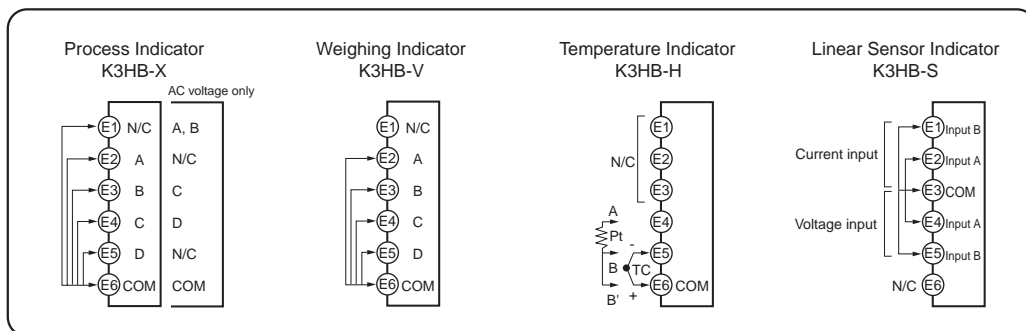 Process Indicator
K3HB-X
AC voltage only
E1 N/C A, B
E2 A N/C
E3 B C
E4 C D
E5 D N/C
E6 COM COM
Weighing Indicator
K3HB-V
E1 N/C
E2 A
E3 B
E4 C
E5 D
E6 COM
Temperature Indicator
K3HB-H
E1
N/C E2
E3
A E4
Pt
- E5
B TC
B' + E6 COM
Linear Sensor Indicator
K3HB-S
E1 Input B
Current input E2 Input A
E3 COM
Voltage input E4 Input A
E5 Input B
N/C E6